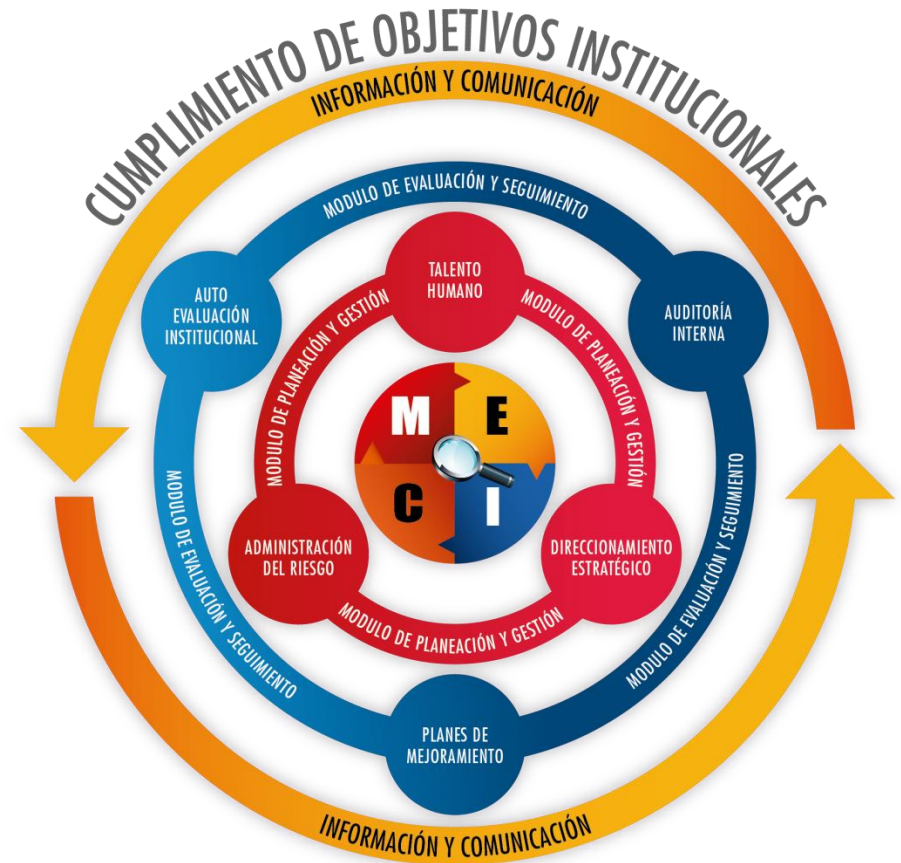 CUMPLIMIENTO DE OBJETIVOS INSTITUCIONALES
INFORMACIÓN Y COMUNICACIÓN
MODULO DE EVALUACIÓN Y SEGUIMIENTO
TALENTO
HUMANO
AUTO
EVALUACIÓN
INSTITUCIONAL
AUDITORÍA
INTERNA
MODULO DE PLANEACIÓN Y GESTIÓN
MODULO DE PLANEACIÓN Y GESTIÓN
M E
C I
MODULO DE EVALUACIÓN Y SEGUIMIENTO
MODULO DE EVALUACIÓN Y SEGUIMIENTO
ADMINISTRACIÓN
DEL RIESGO
DIRECCIONAMIENTO
ESTRATÉGICO
MODULO DE PLANEACIÓN Y GESTIÓN
PLANES DE
MEJORAMIENTO
INFORMACIÓN Y COMUNICACIÓN